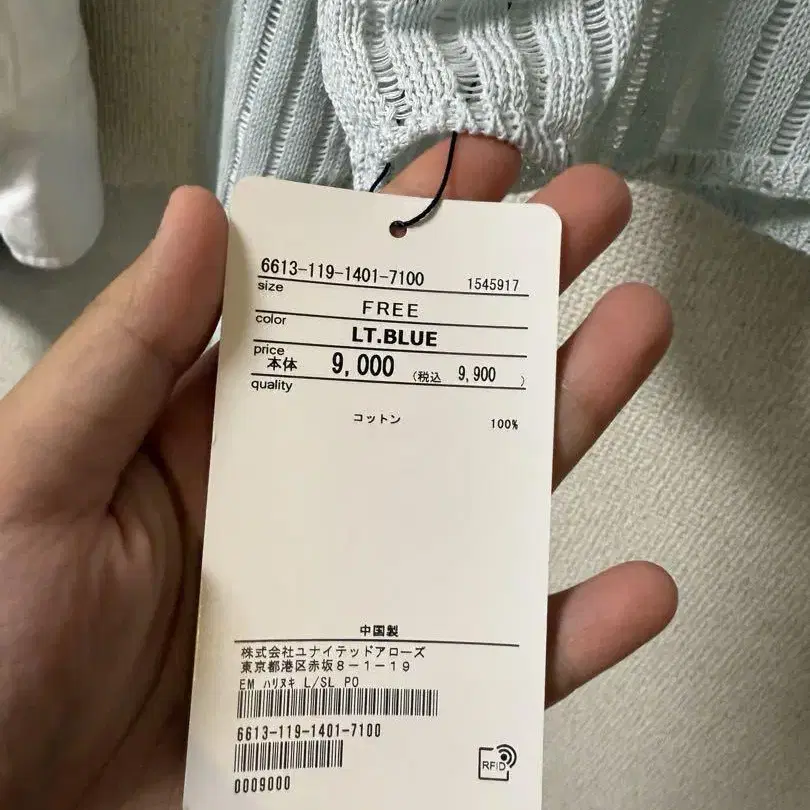 6613-119-1401-7100 1545917
size
FREE
color
LT.BLUE
price
本体 9,000 (税込 9,900 )
quality
コットン 100%
中国製
株式会社ユナイテッドアローズ
東京都港区赤坂8-1-19
EM ハリヌキ L/SL PO
6613-119-1401-7100
0009000
RFID